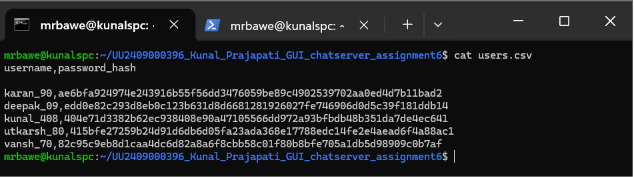 mrbawe@kunalspc: -
mrbawe@kunalspc: ~
mrbawe@kunalspc:~/UU2409000396_Kunal_Prajapati_GUI_chatserver_assignment6$ cat users.csv
username,password_hash
karan_90,ae6bfa924974e243916b55f56dd3476059be89c4902539702aa0ed4d7b11bad2
deepak_09,edd0e82c293d8eb0c123b631d8d6681281926027fe746906d0d5c39f181ddb14
kunal_408,404e71d3382b62ec938408e90a47105566dd972a93bfbdb48b351da7de4ec641
utkarsh_80,415bfe27259b24d91d6db6d05fa23ada368e17788edc14fe2e4aead6f4a88ac1
vansh_70,82c95c9eb8d1caa4dc6d82a8a6f8cbb58c01f80b8bfe705a1db5d98909c0b7af
mrbawe@kunalspc:~/UU2409000396_Kunal_Prajapati_GUI_chatserver_assignment6$